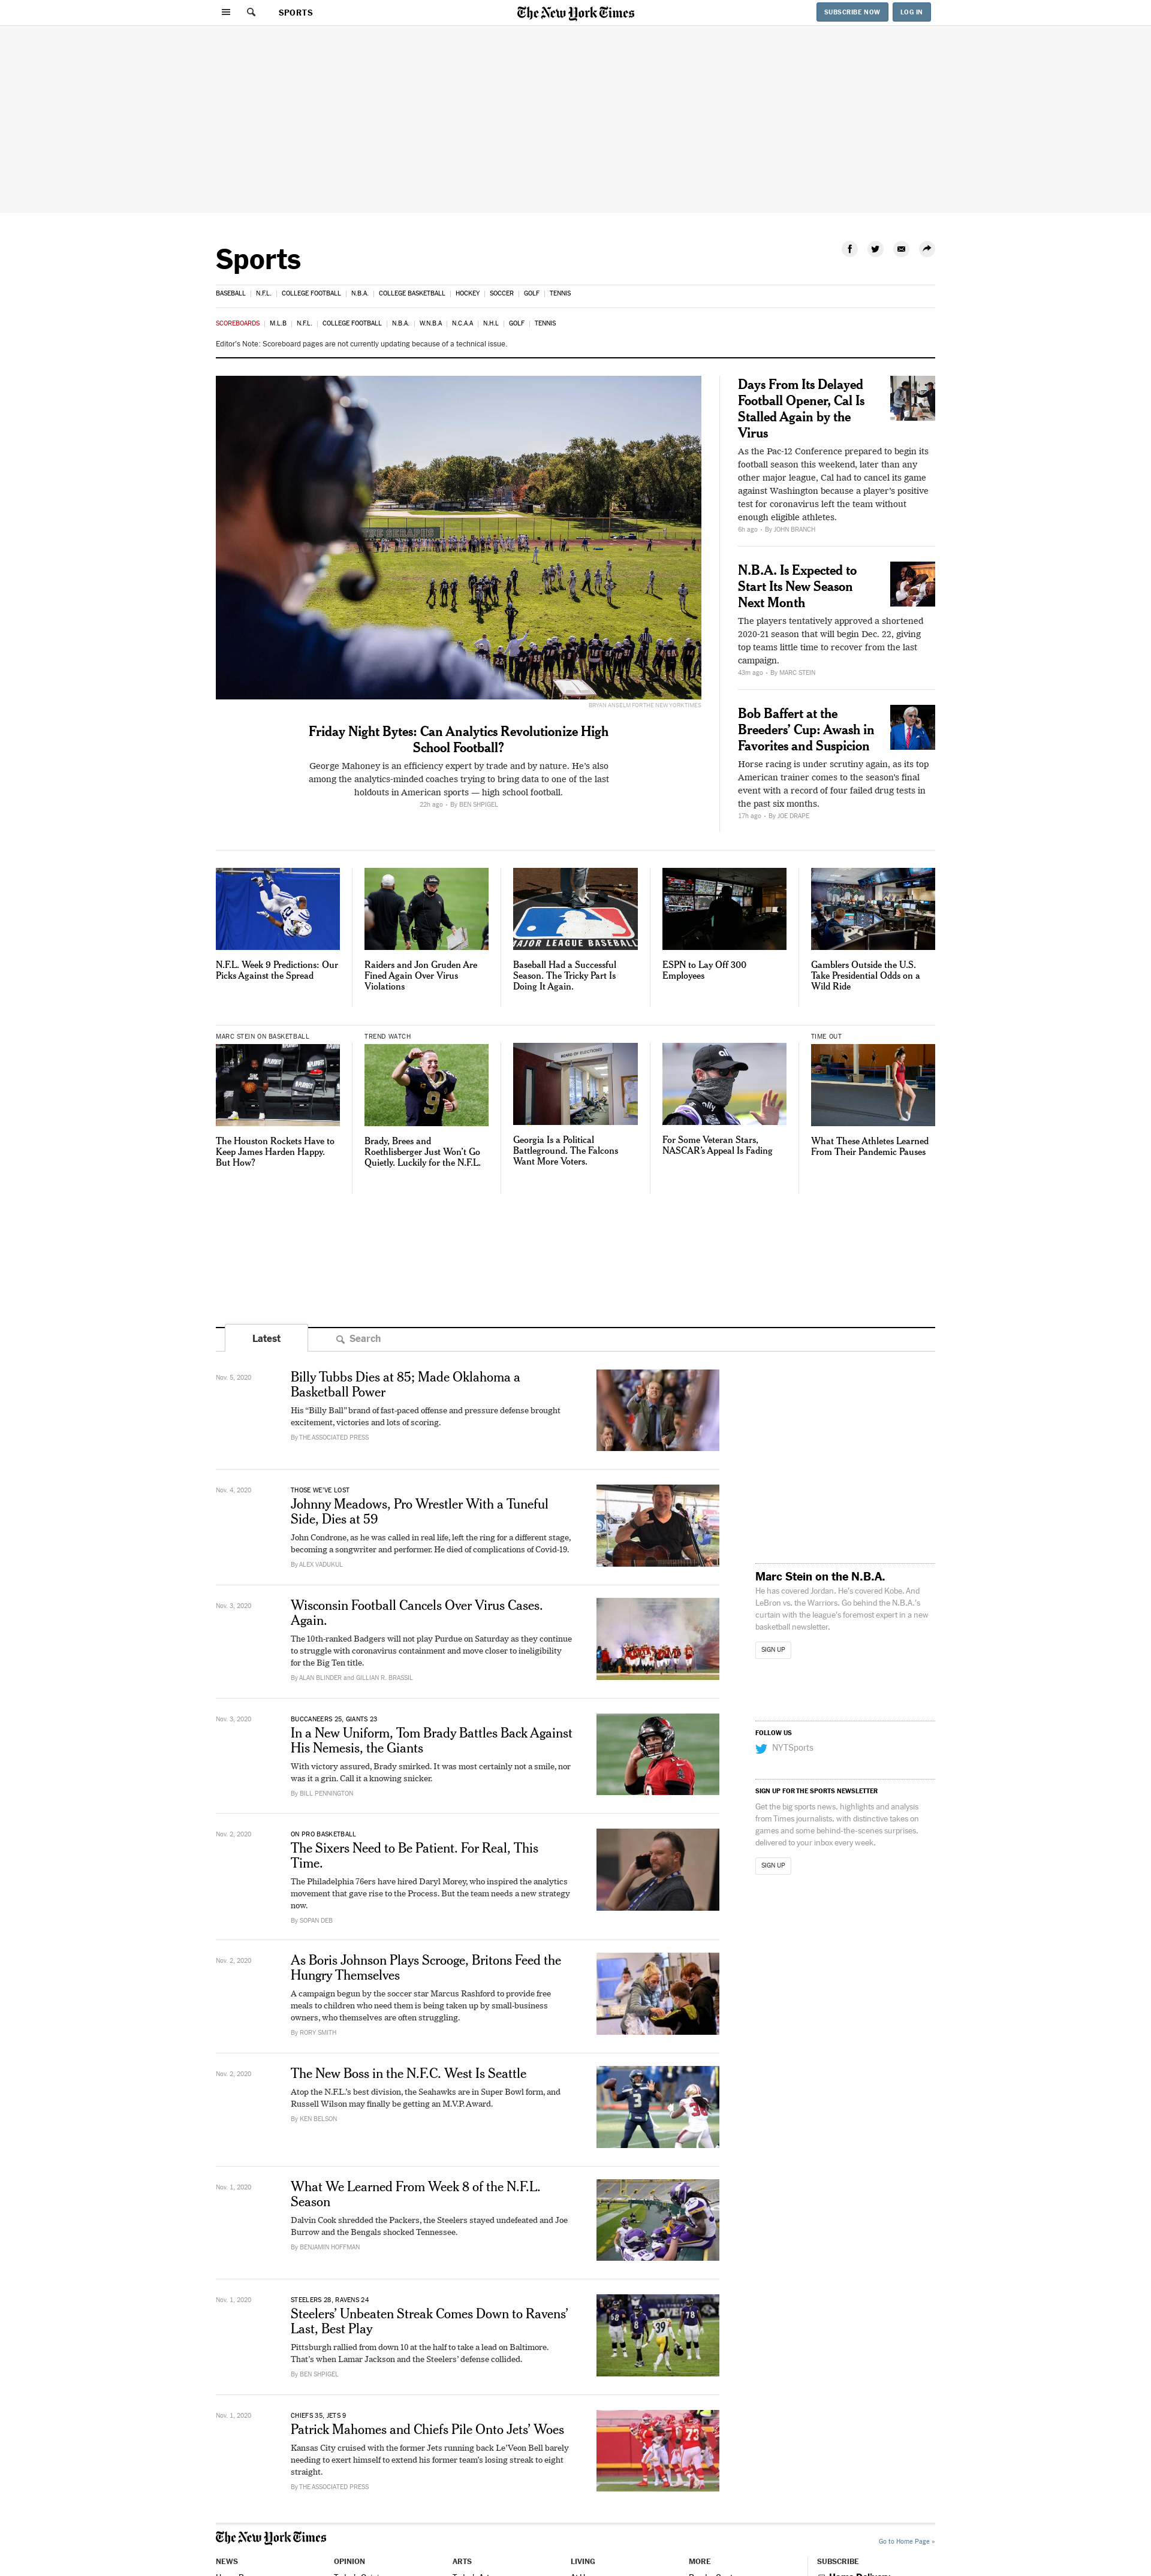 SPORTS
The New York Times
SUBSCRIBE NOW
LOG IN
Sports
BASEBALL
N.F.L.
COLLEGE FOOTBALL
N.B.A.
COLLEGE BASKETBALL
HOCKEY
SOCCER
GOLF
TENNIS
SCOREBOARDS
M.L.B
N.F.L.
COLLEGE FOOTBALL
N.B.A.
W.N.B.A
N.C.A.A
N.H.L
GOLF
TENNIS
Editor's Note: Scoreboard pages are not currently updating because of a technical issue.
BRYAN ANSELM FOR THE NEW YORK TIMES
Friday Night Bytes: Can Analytics Revolutionize High
School Football?
George Mahoney is an efficiency expert by trade and by nature. He's also
among the analytics-minded coaches trying to bring data to one of the last
holdouts in American sports — high school football.
22h ago - By BEN SHPIGEL
Days From Its Delayed
Football Opener, Cal Is
Stalled Again by the
Virus
As the Pac-12 Conference prepared to begin its
football season this weekend, later than any
other major league, Cal had to cancel its game
against Washington because a player's positive
test for coronavirus left the team without
enough eligible athletes.
6h ago - By JOHN BRANCH
N.B.A. Is Expected to
Start Its New Season
Next Month
The players tentatively approved a shortened
2020-21 season that will begin Dec. 22, giving
top teams little time to recover from the last
campaign.
43m ago - By MARC STEIN
Bob Baffert at the
Breeders' Cup: Awash in
Favorites and Suspicion
Horse racing is under scrutiny again, as its top
American trainer comes to the season's final
event with a record of four failed drug tests in
the past six months.
17h ago - By JOE DRAPE
N.F.L. Week 9 Predictions: Our
Picks Against the Spread
Raiders and Jon Gruden Are
Fined Again Over Virus
Violations
MAJOR LEAGUE BASEBALL
Baseball Had a Successful
Season. The Tricky Part Is
Doing It Again.
ESPN to Lay Off 300
Employees
Gamblers Outside the U.S.
Take Presidential Odds on a
Wild Ride
MARC STEIN ON BASKETBALL
The Houston Rockets Have to
Keep James Harden Happy.
But How?
TREND WATCH
9
Brady, Brees and
Roethlisberger Just Won't Go
Quietly. Luckily for the N.F.L.
Georgia Is a Political
Battleground. The Falcons
Want More Voters.
ally
For Some Veteran Stars,
NASCAR's Appeal Is Fading
TIME OUT
What These Athletes Learned
From Their Pandemic Pauses
Latest
Search
Nov. 5, 2020
Billy Tubbs Dies at 85; Made Oklahoma a
Basketball Power
His "Billy Ball" brand of fast-paced offense and pressure defense brought
excitement, victories and lots of scoring.
By THE ASSOCIATED PRESS
Nov. 4, 2020
THOSE WE'VE LOST
Johnny Meadows, Pro Wrestler With a Tuneful
Side, Dies at 59
John Condrone, as he was called in real life, left the ring for a different stage,
becoming a songwriter and performer. He died of complications of Covid-19.
By ALEX VADUKUL
Nov. 3, 2020
Wisconsin Football Cancels Over Virus Cases.
Again.
The 10th-ranked Badgers will not play Purdue on Saturday as they continue
to struggle with coronavirus containment and move closer to ineligibility
for the Big Ten title.
By ALAN BLINDER and GILLIAN R. BRASSIL
Nov. 3, 2020
BUCCANEERS 25, GIANTS 23
In a New Uniform, Tom Brady Battles Back Against
His Nemesis, the Giants
With victory assured, Brady smirked. It was most certainly not a smile, nor
was it a grin. Call it a knowing snicker.
By BILL PENNINGTON
Nov. 2, 2020
ON PRO BASKETBALL
The Sixers Need to Be Patient. For Real, This
Time.
The Philadelphia 76ers have hired Daryl Morey, who inspired the analytics
movement that gave rise to the Process. But the team needs a new strategy
now.
By SOPAN DEB
Nov. 2, 2020
As Boris Johnson Plays Scrooge, Britons Feed the
Hungry Themselves
A campaign begun by the soccer star Marcus Rashford to provide free
meals to children who need them is being taken up by small-business
owners, who themselves are often struggling.
By RORY SMITH
Nov. 2, 2020
The New Boss in the N.F.C. West Is Seattle
Atop the N.F.L.'s best division, the Seahawks are in Super Bowl form, and
Russell Wilson may finally be getting an M.V.P. Award.
By KEN BELSON
Nov. 1, 2020
What We Learned From Week 8 of the N.F.L.
Season
Dalvin Cook shredded the Packers, the Steelers stayed undefeated and Joe
Burrow and the Bengals shocked Tennessee.
By BENJAMIN HOFFMAN
Nov. 1, 2020
STEELERS 28, RAVENS 24
Steelers' Unbeaten Streak Comes Down to Ravens'
Last, Best Play
Pittsburgh rallied from down 10 at the half to take a lead on Baltimore.
That's when Lamar Jackson and the Steelers' defense collided.
By BEN SHPIGEL
Nov. 1, 2020
CHIEFS 35, JETS 9
Patrick Mahomes and Chiefs Pile Onto Jets' Woes
Kansas City cruised with the former Jets running back Le'Veon Bell barely
needing to exert himself to extend his former team's losing streak to eight
straight.
By THE ASSOCIATED PRESS
Marc Stein on the N.B.A.
He has covered Jordan. He's covered Kobe. And
LeBron vs. the Warriors. Go behind the N.B.A.'s
curtain with the league's foremost expert in a new
basketball newsletter.
SIGN UP
FOLLOW US
NYTSports
SIGN UP FOR THE SPORTS NEWSLETTER
Get the big sports news, highlights and analysis
from Times journalists, with distinctive takes on
games and some behind-the-scenes surprises,
delivered to your inbox every week.
SIGN UP
The New York Times
Go to Home Page »
NEWS
OPINION
ARTS
LIVING
MORE
SUBSCRIBE